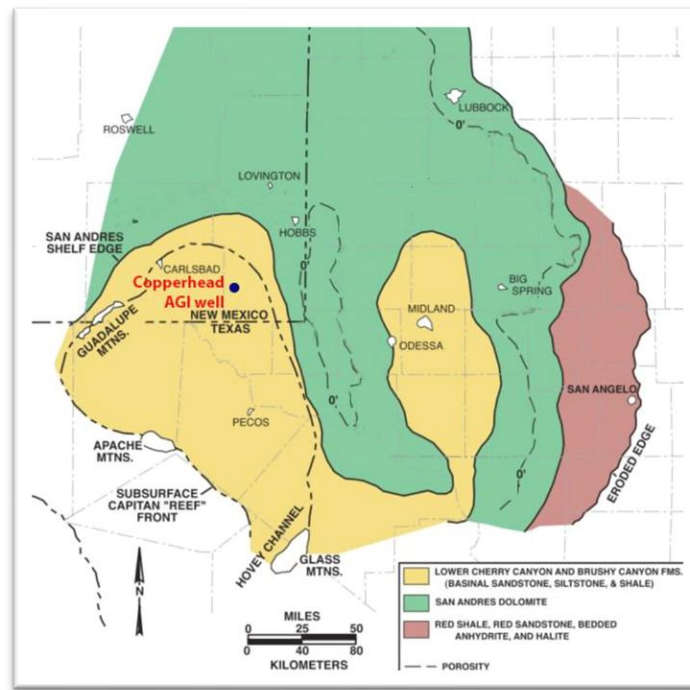 LUBBOCK
0'
ROSWELL
LOVINGTON
HOBBS
SAN ANDRES
SHELF EDGE
0'
CARLSBAD
Copperhead
AGI well
BIG
SPRING
NEW MEXICO
TEXAS
MIDLAND
GUADALUPE
MTNS.
ODESSA
SAN ANGELO
0'
PECOS
APACHE
MTNS.
ERODED EDGE
0'
SUBSURFACE
CAPITAN "REEF"
FRONT
HOVEY CHANNEL
GLASS
MTNS.
N
MILES
0 25 50
0 40 80
KILOMETERS
LOWER CHERRY CANYON AND BRUSHY CANYON FMS.
(BASINAL SANDSTONE, SILTSTONE, & SHALE)
SAN ANDRES DOLOMITE
RED SHALE, RED SANDSTONE, BEDDED
ANHYDRITE, AND HALITE
POROSITY